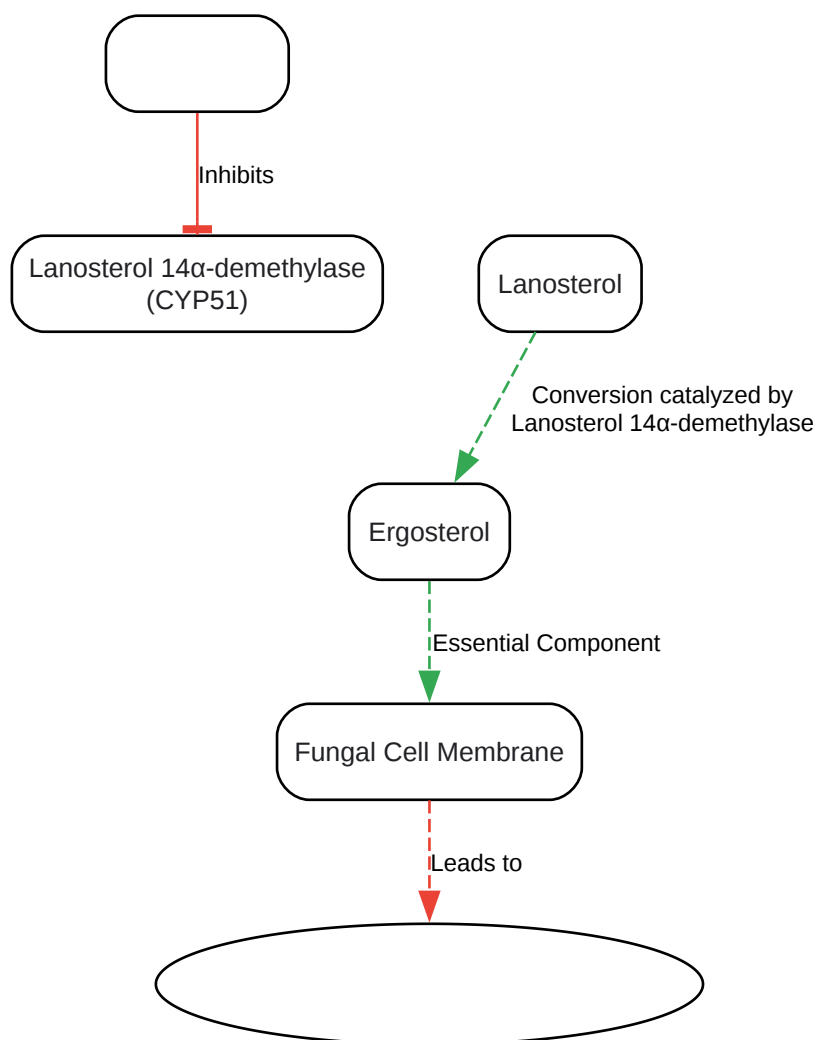 Inhibits
Lanosterol 14α-demethylase
(CYP51)
Lanosterol
Conversion catalyzed by
Lanosterol 14α-demethylase
Ergosterol
Essential Component
Fungal Cell Membrane
Leads to